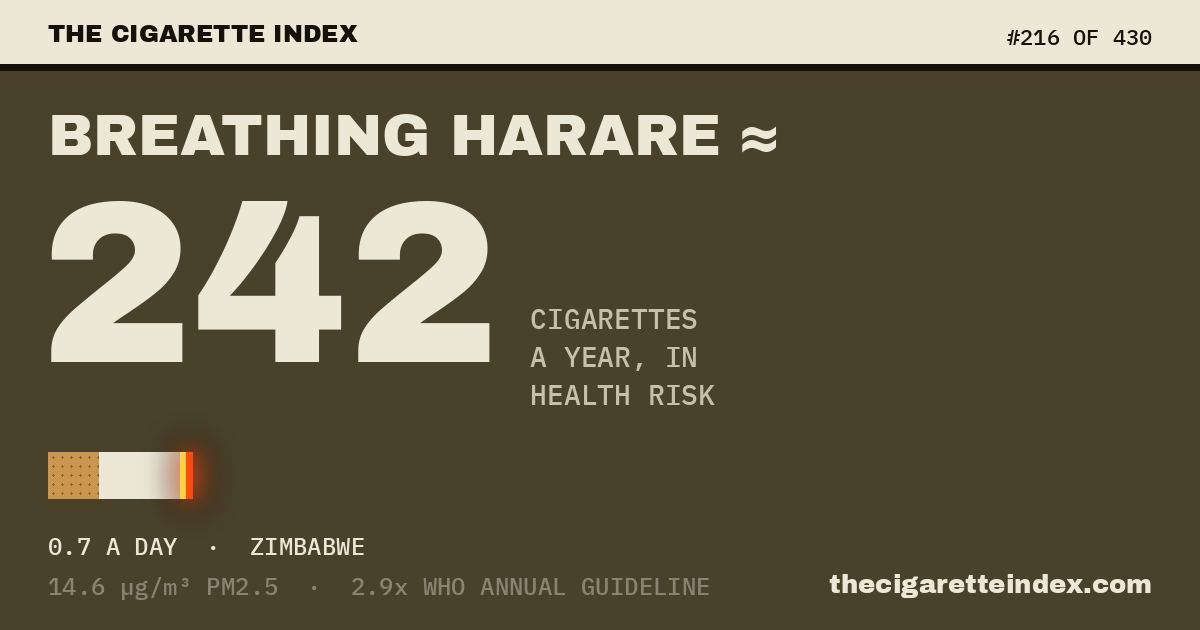 THE CIGARETTE INDEX
#216 OF 430
BREATHING HARARE ≈
242
CIGARETTES
A YEAR, IN
HEALTH RISK
0.7 A DAY · ZIMBABWE
14.6 µg/m³ PM2.5 · 2.9x WHO ANNUAL GUIDELINE
thecigaretteindex.com